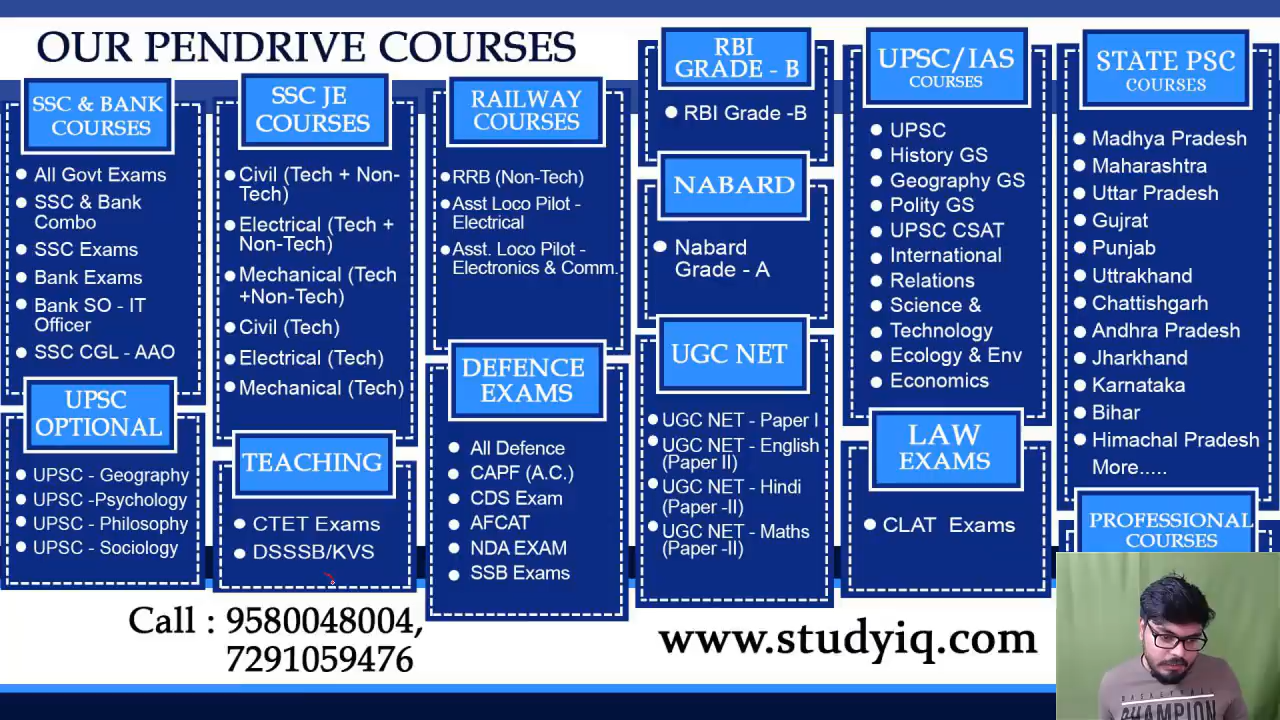 OUR PENDRIVE COURSES
SSC & BANK
COURSES
All Govt Exams
SSC & Bank
Combo
SSC Exams
Bank Exams
Bank SO - IT
Officer
SSC CGL - AAO
UPSC
OPTIONAL
UPSC - Geography
UPSC -Psychology
UPSC - Philosophy
UPSC - Sociology
SSC JE
COURSES
Civil (Tech + Non-
Tech)
Electrical (Tech +
Non-Tech)
Mechanical (Tech
+Non-Tech)
Civil (Tech)
Electrical (Tech)
Mechanical (Tech)
TEACHING
CTET Exams
DSSSB/KVS
RAILWAY
COURSES
RRB (Non-Tech)
Asst Loco Pilot -
Electrical
Asst. Loco Pilot -
Electronics & Comm.
DEFENCE
EXAMS
All Defence
CAPF (A.C.)
CDS Exam
AFCAT
NDA EXAM
SSB Exams
RBI
GRADE - B
RBI Grade -B
NABARD
Nabard
Grade - A
UGC NET
UGC NET - Paper I
UGC NET - English
(Paper II)
UGC NET - Hindi
(Paper -II)
UGC NET - Maths
(Paper -II)
UPSC/IAS
COURSES
UPSC
History GS
Geography GS
Polity GS
UPSC CSAT
International
Relations
Science &
Technology
Ecology & Env
Economics
LAW
EXAMS
CLAT Exams
STATE PSC
COURSES
Madhya Pradesh
Maharashtra
Uttar Pradesh
Gujrat
Punjab
Uttrakhand
Chattishgarh
Andhra Pradesh
Jharkhand
Karnataka
Bihar
Himachal Pradesh
More.....
PROFESSIONAL
COURSES
Call : 9580048004,
7291059476
www.studyiq.com
BASKETBALL
CHAMPION